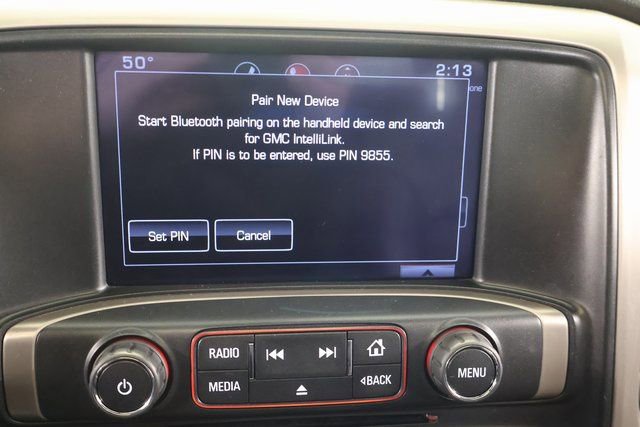 50° 2:13
one
Pair New Device
Start Bluetooth pairing on the handheld device and search
for GMC IntelliLink.
If PIN is to be entered, use PIN 9855.
Set PIN Cancel
RADIO
MEDIA BACK
MENU